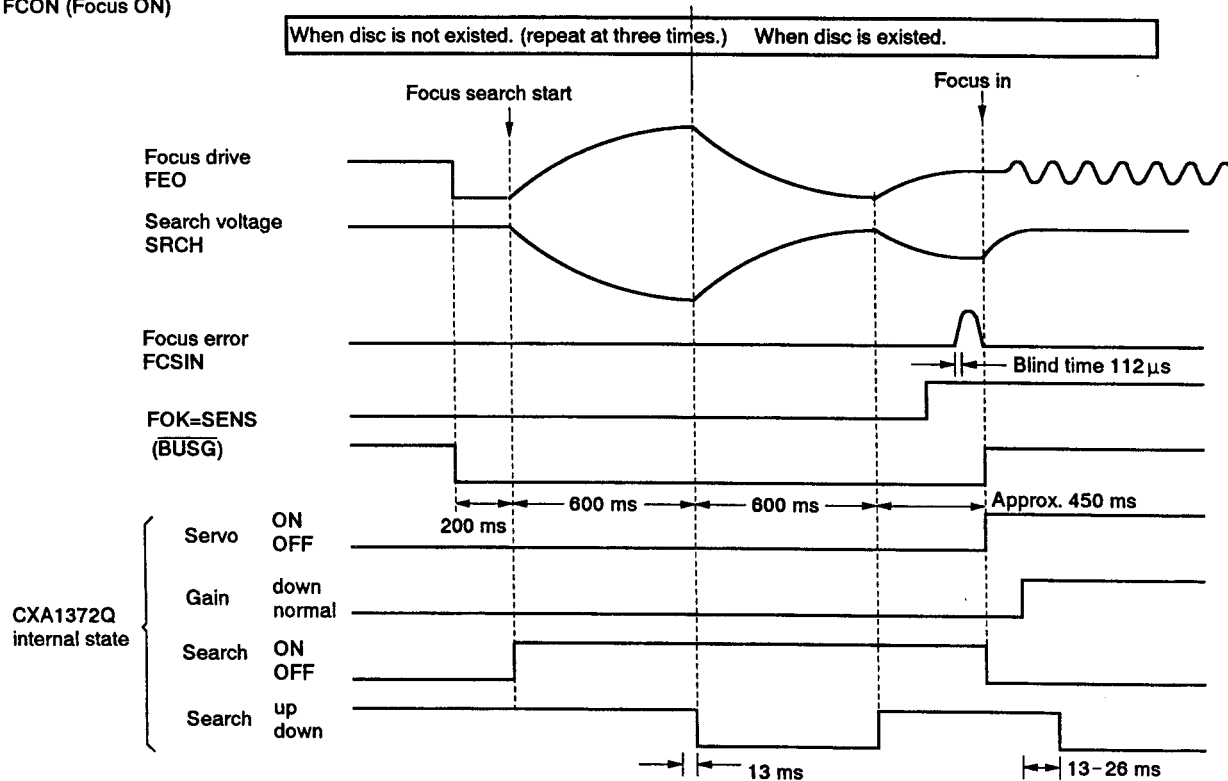 FCON (Focus ON)
When disc is not existed. (repeat at three times.) When disc is existed.
Focus search start
Focus in
Focus drive
FEO
Search voltage
SRCH
Focus error
FCSIN
Blind time 112 µs
FOK=SENS
(BUSG)
200 ms
600 ms
600 ms
Approx. 450 ms
CXA1372Q
internal state
Servo
ON
OFF
Gain
down
normal
Search
ON
OFF
Search
up
down
13 ms
13-26 ms